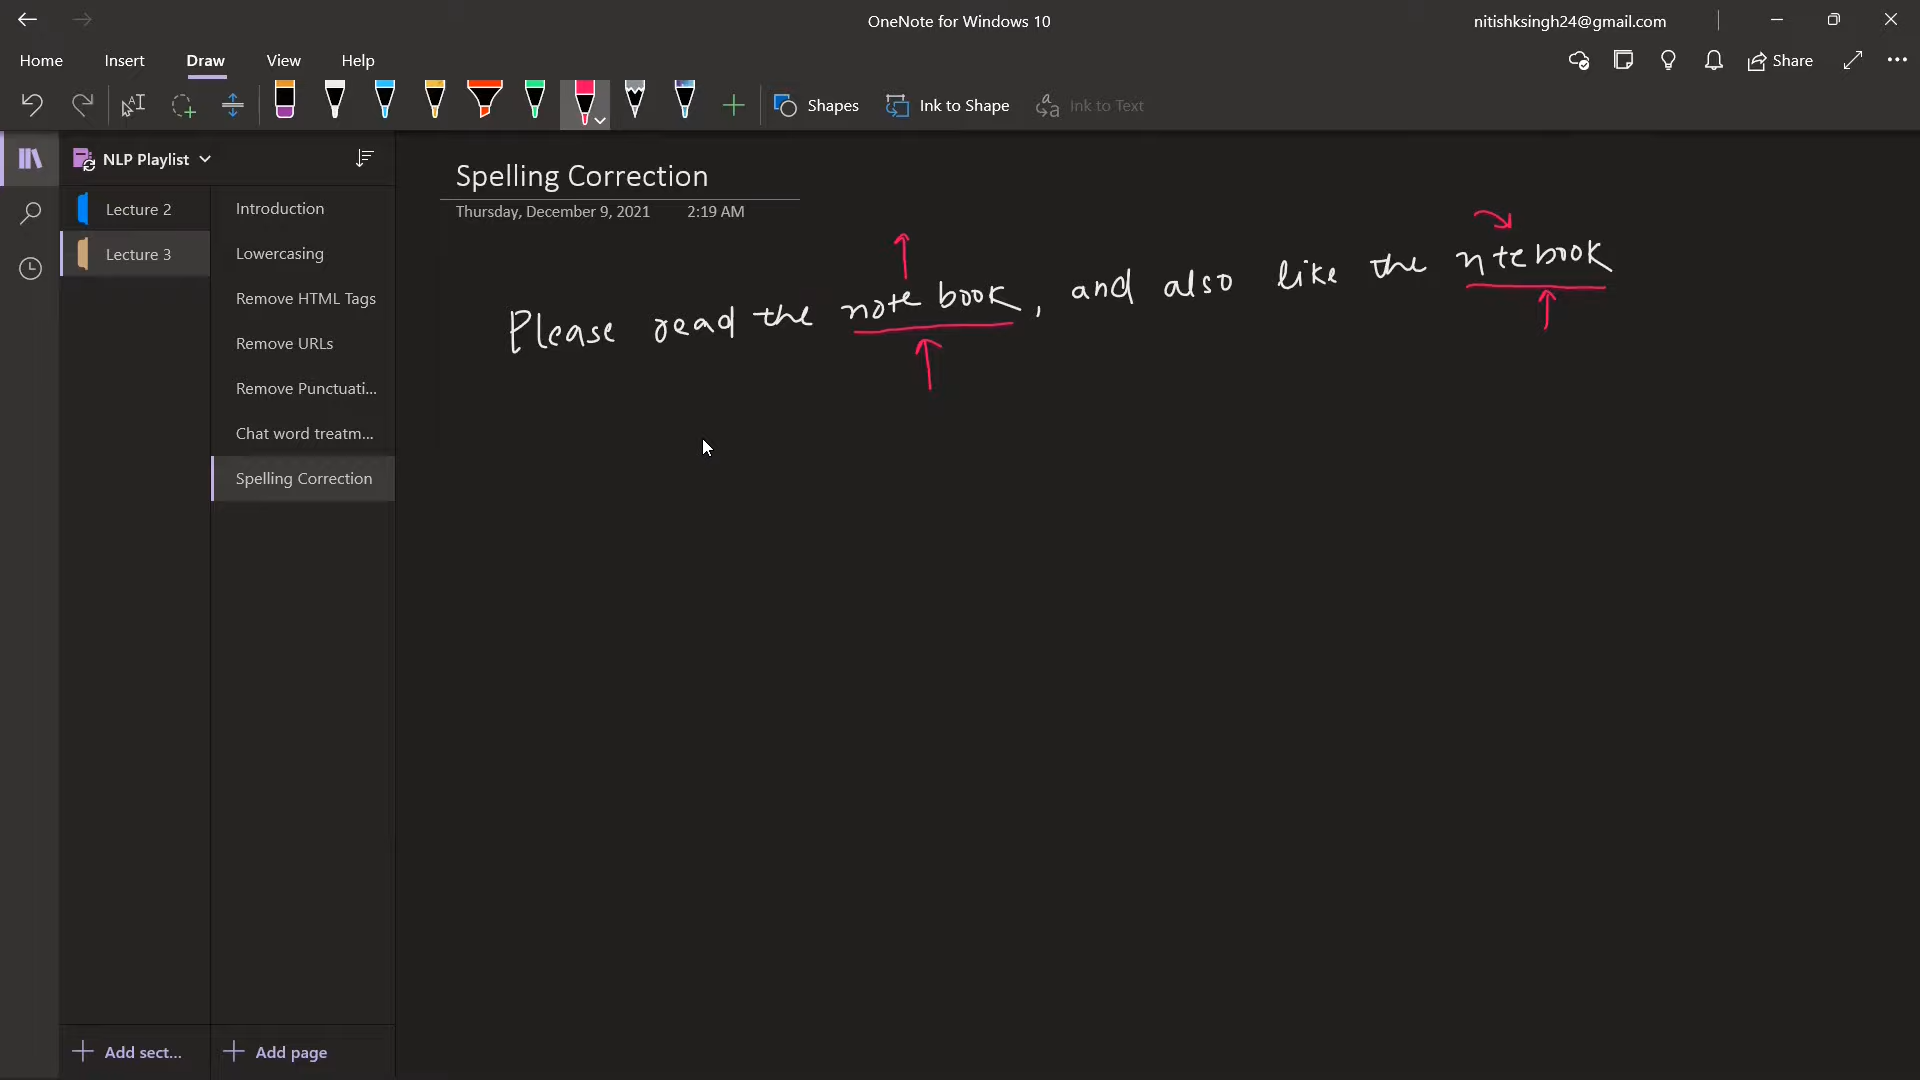 OneNote for Windows 10
nitishksingh24@gmail.com
Home Insert Draw View Help
Share
Shapes
Ink to Shape
Ink to Text
NLP Playlist
Lecture 2
Lecture 3
Introduction
Lowercasing
Remove HTML Tags
Remove URLs
Remove Punctuati...
Chat word treatm...
Spelling Correction
Add sect...
Add page
Spelling Correction
Thursday, December 9, 2021 2:19 AM
Please read the note book, and also like the ntebook